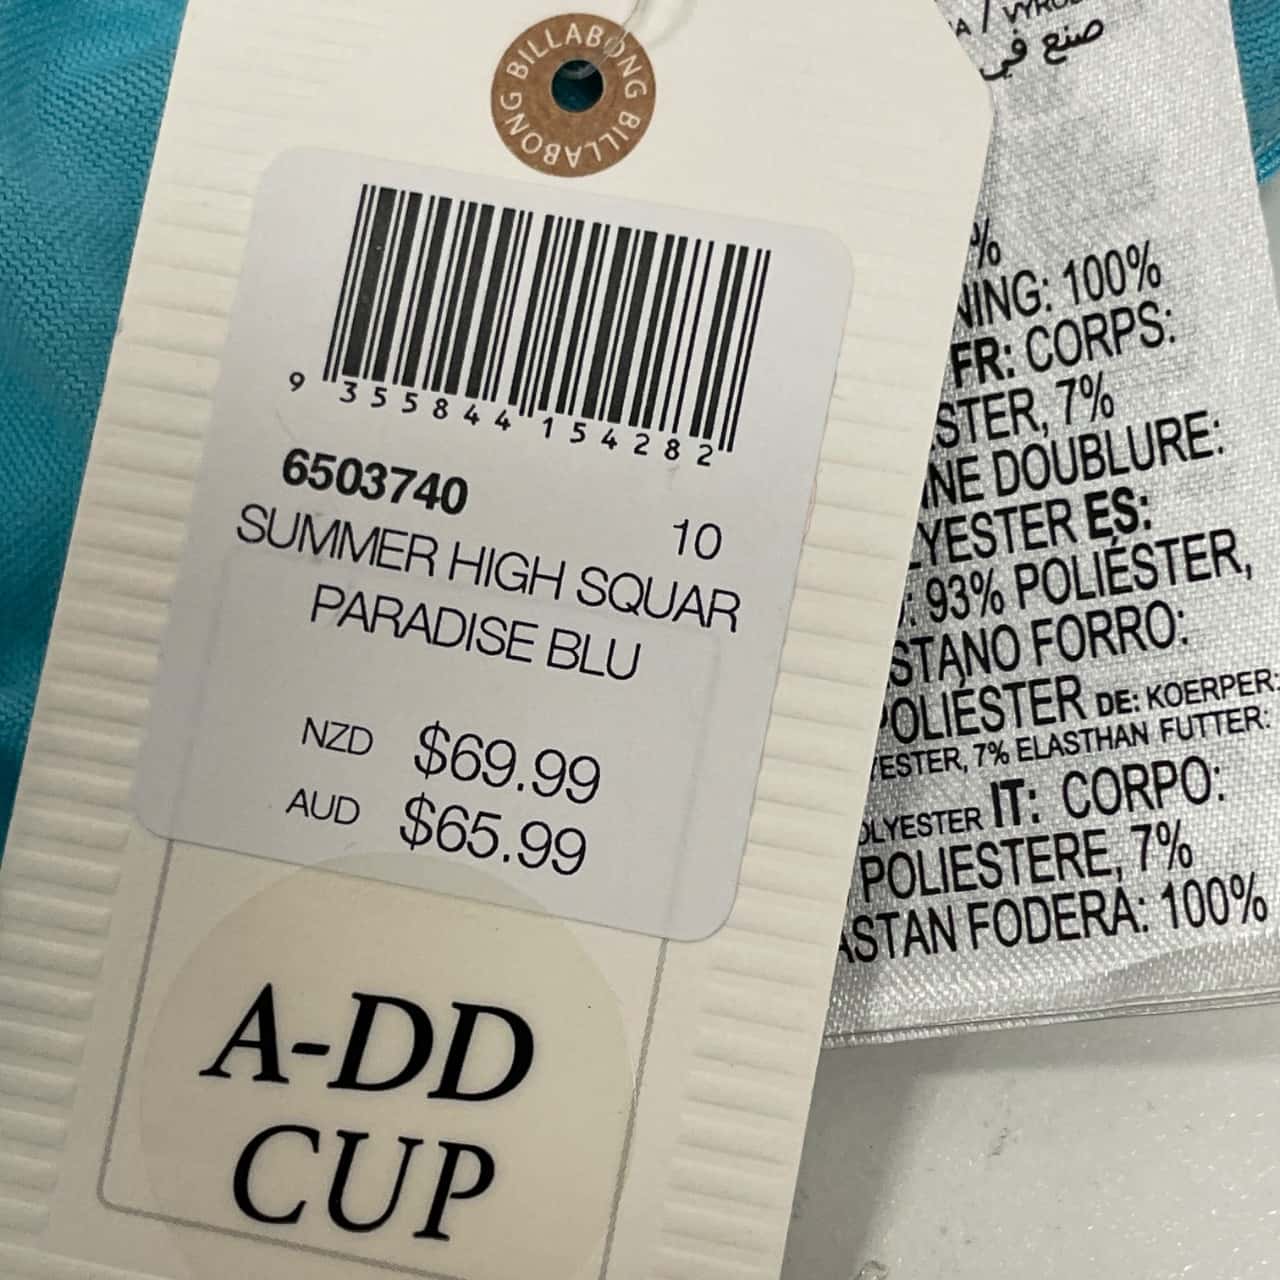 BILLABONG BILLABONG
9 355844 154282
6503740
10
SUMMER HIGH SQUAR
PARADISE BLU
NZD $69.99
AUD $65.99
A-DD
CUP
صنع في
%
NING: 100%
FR: CORPS:
STER, 7%
NE DOUBLURE:
YESTER ES:
: 93% POLIÉSTER,
STANO FORRO:
POLIÉSTER DE: KOERPER:
ESTER, 7% ELASTHAN FUTTER:
OLYESTER IT: CORPO:
POLIESTERE, 7%
ASTAN FODERA: 100%